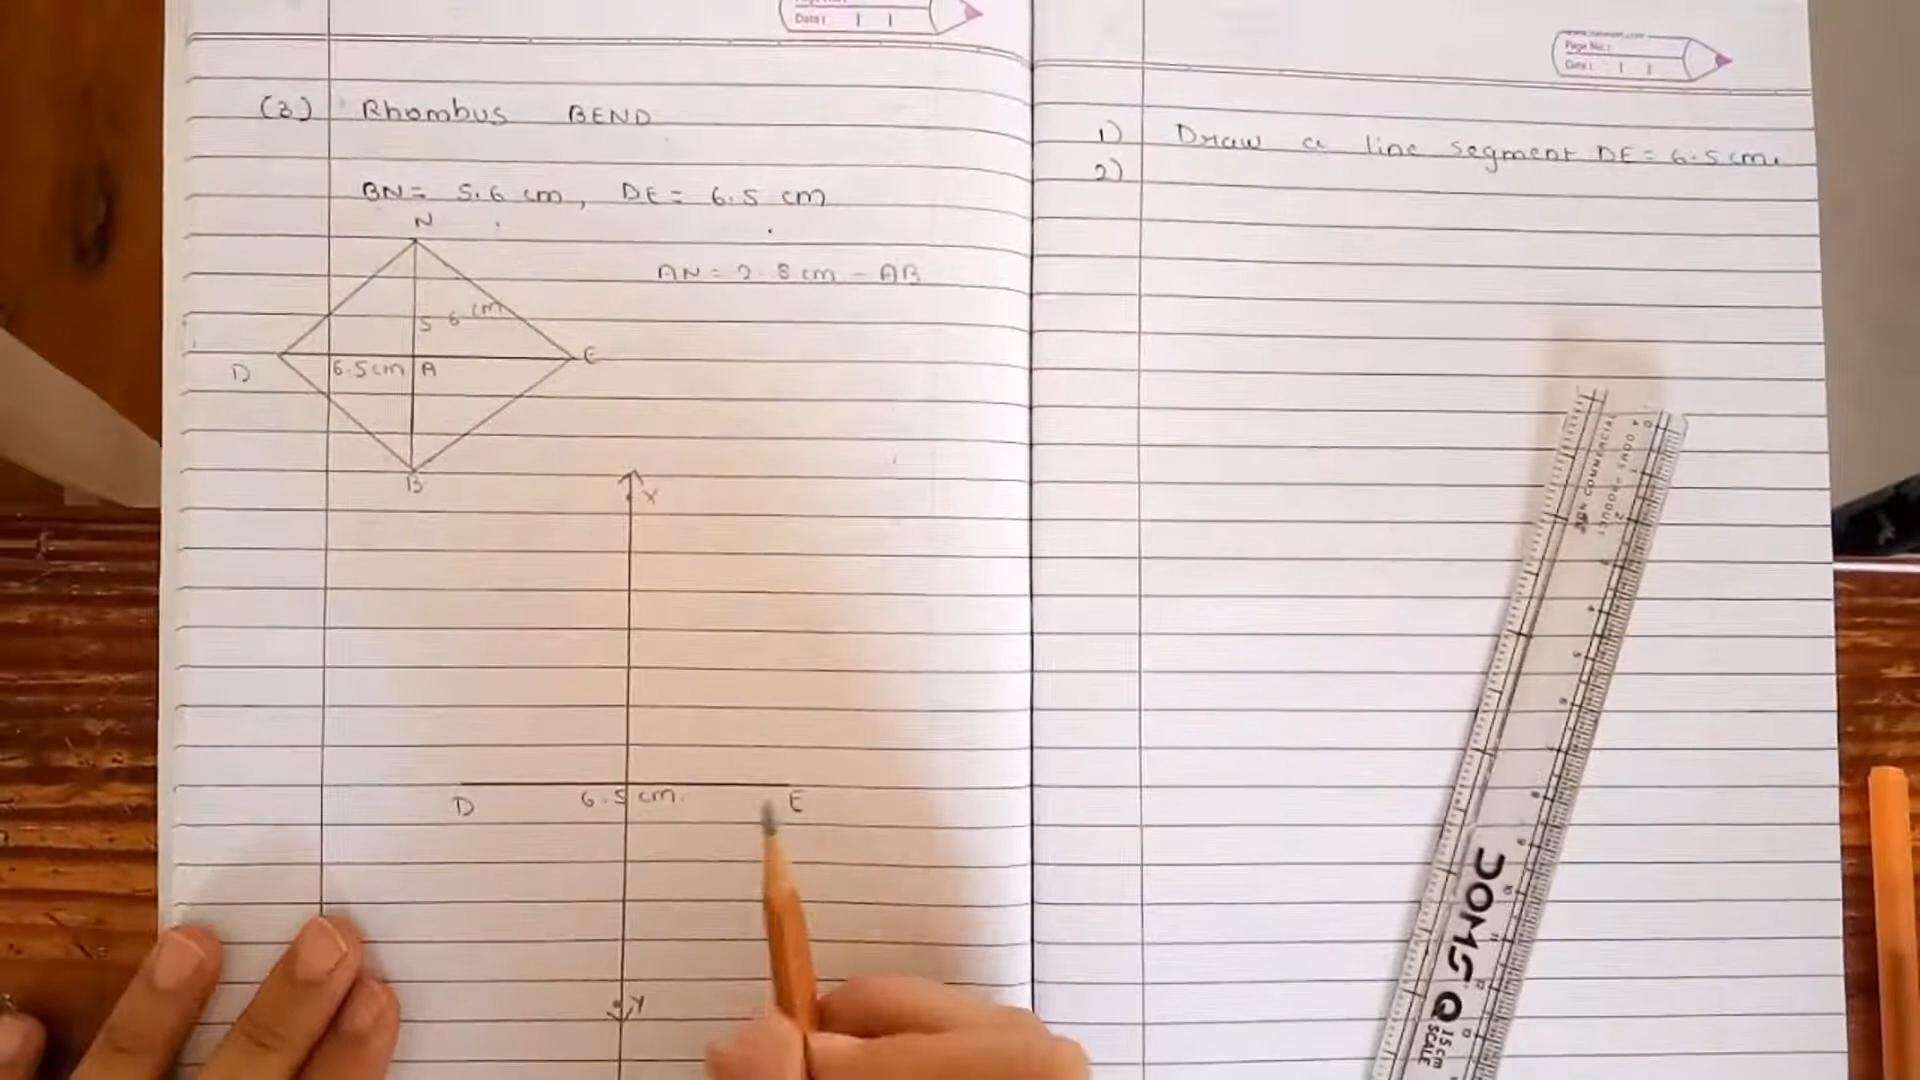 Date:
(3) Rhombus BEND
BN = 5.6 cm, DE = 6.5 cm
N
AN = 2.8 cm = AB
5 6 cm
D 6.5cm A E
B
X
D 6.5 cm. E
Y
Page No.:
Date:
1) Draw a line segment DE = 6.5 cm.
2)
DOMS Q
15 cm
SCALE